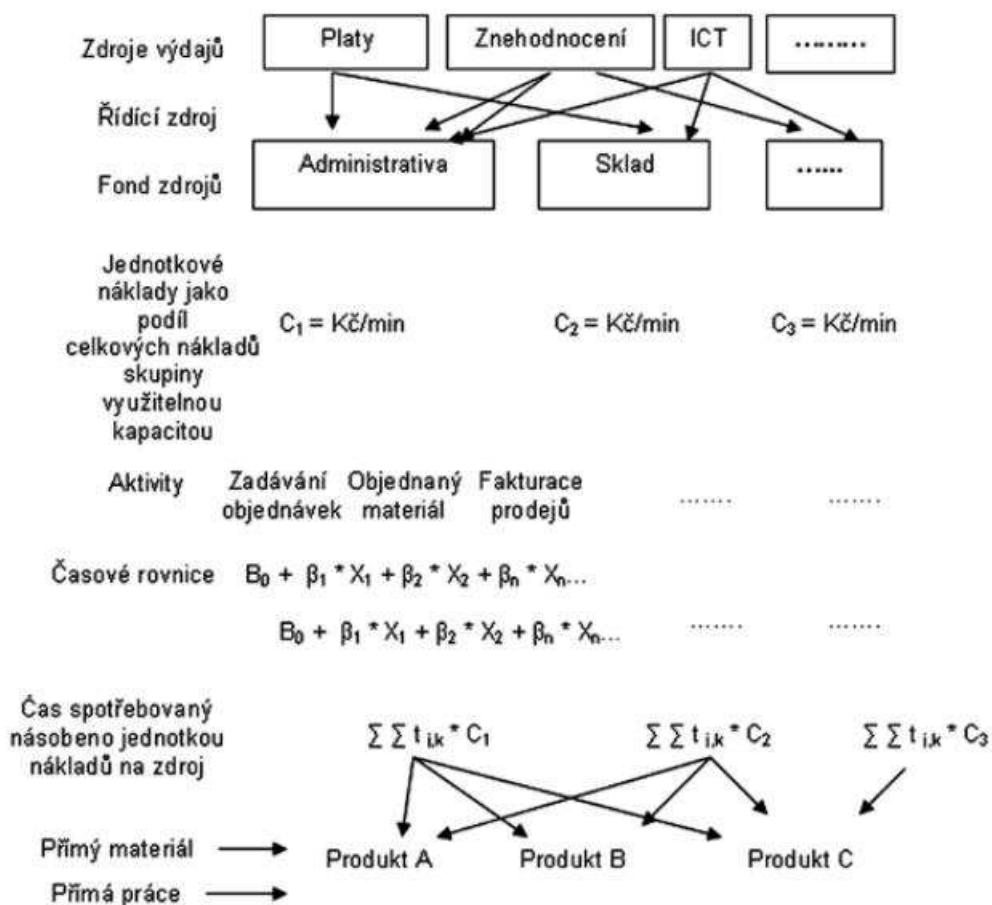 Zdroje výdajů
Platy
Znehodnocení
ICT
………
Řídící zdroj
Fond zdrojů
Administrativa
Sklad
……
Jednotkové
náklady jako
podíl
celkových nákladů
skupiny
využitelnou
kapacitou
C₁ = Kč/min
C₂ = Kč/min
C₃ = Kč/min
Aktivity
Zadávání
objednávek
Objednaný
materiál
Fakturace
prodejů
.......
.......
Časové rovnice
B₀ + β₁ * X₁ + β₂ * X₂ + βₙ * Xₙ...
B₀ + β₁ * X₁ + β₂ * X₂ + βₙ * Xₙ...
.......
.......
Čas spotřebovaný
násobeno jednotkou
nákladů na zdroj
∑ ∑ t i,k * C₁
∑ ∑ t i,k * C₂
∑ ∑ t i,k * C₃
Přímý materiál
Produkt A
Produkt B
Produkt C
Přímá práce